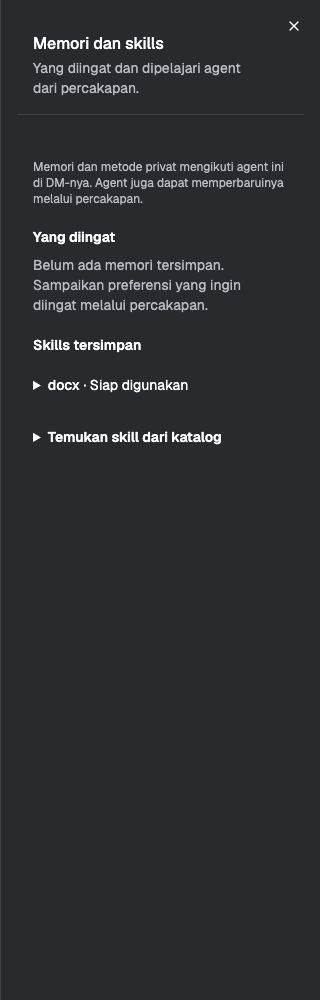 Memori dan skills
Yang diingat dan dipelajari agent
dari percakapan.
Memori dan metode privat mengikuti agent ini
di DM-nya. Agent juga dapat memperbaruinya
melalui percakapan.
Yang diingat
Belum ada memori tersimpan.
Sampaikan preferensi yang ingin
diingat melalui percakapan.
Skills tersimpan
docx · Siap digunakan
Temukan skill dari katalog